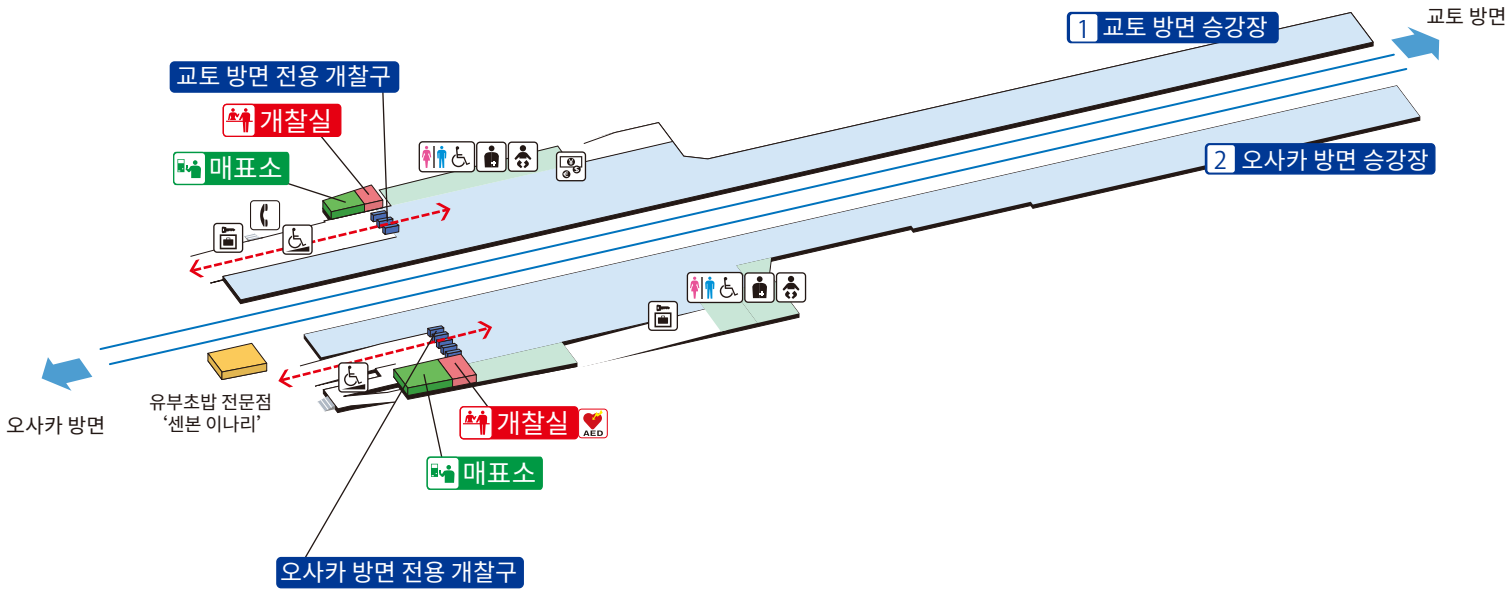 교토 방면
1 교토 방면 승강장
교토 방면 전용 개찰구
개찰실
매표소
2 오사카 방면 승강장
오사카 방면
유부초밥 전문점
‘센본 이나리’
개찰실
AED
매표소
오사카 방면 전용 개찰구